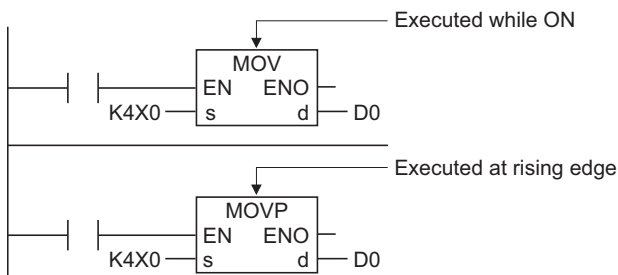 Executed while ON
MOV
EN ENO
K4X0 s d D0
Executed at rising edge
MOVP
EN ENO
K4X0 s d D0